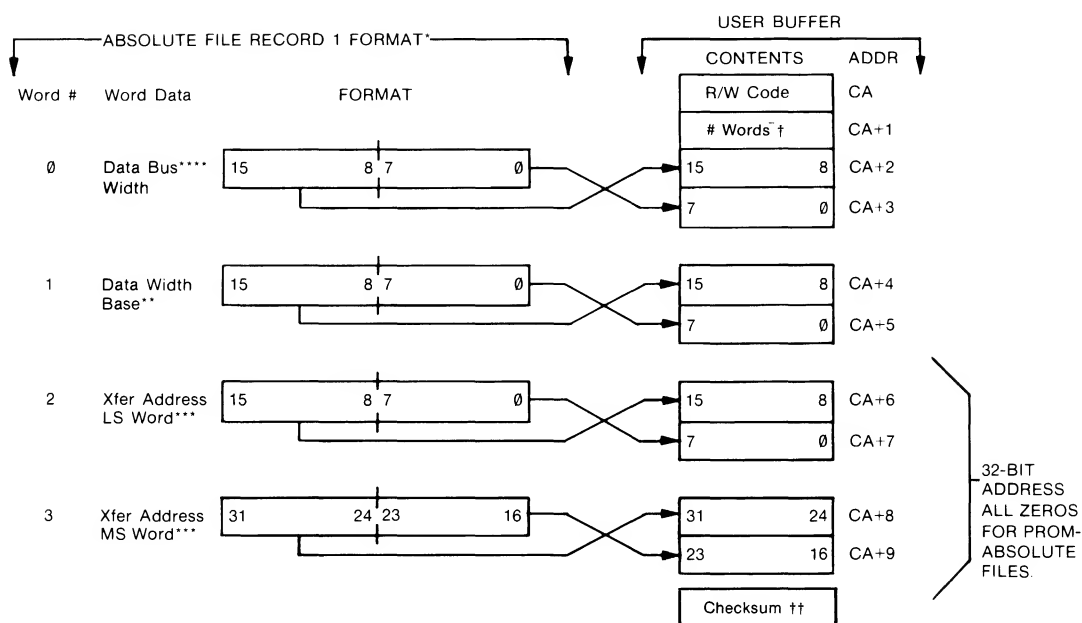 USER BUFFER
ABSOLUTE FILE RECORD 1 FORMAT*
CONTENTS ADDR
Word # Word Data FORMAT
R/W Code CA
# Words † CA+1
0 Data Bus**** Width
15 8 7 0
15 8 CA+2
7 0 CA+3
1 Data Width Base**
15 8 7 0
15 8 CA+4
7 0 CA+5
2 Xfer Address LS Word***
15 8 7 0
15 8 CA+6
7 0 CA+7
3 Xfer Address MS Word***
31 24 23 16
31 24 CA+8
23 16 CA+9
32-BIT
ADDRESS
ALL ZEROS
FOR PROM-
ABSOLUTE
FILES.
Checksum ††